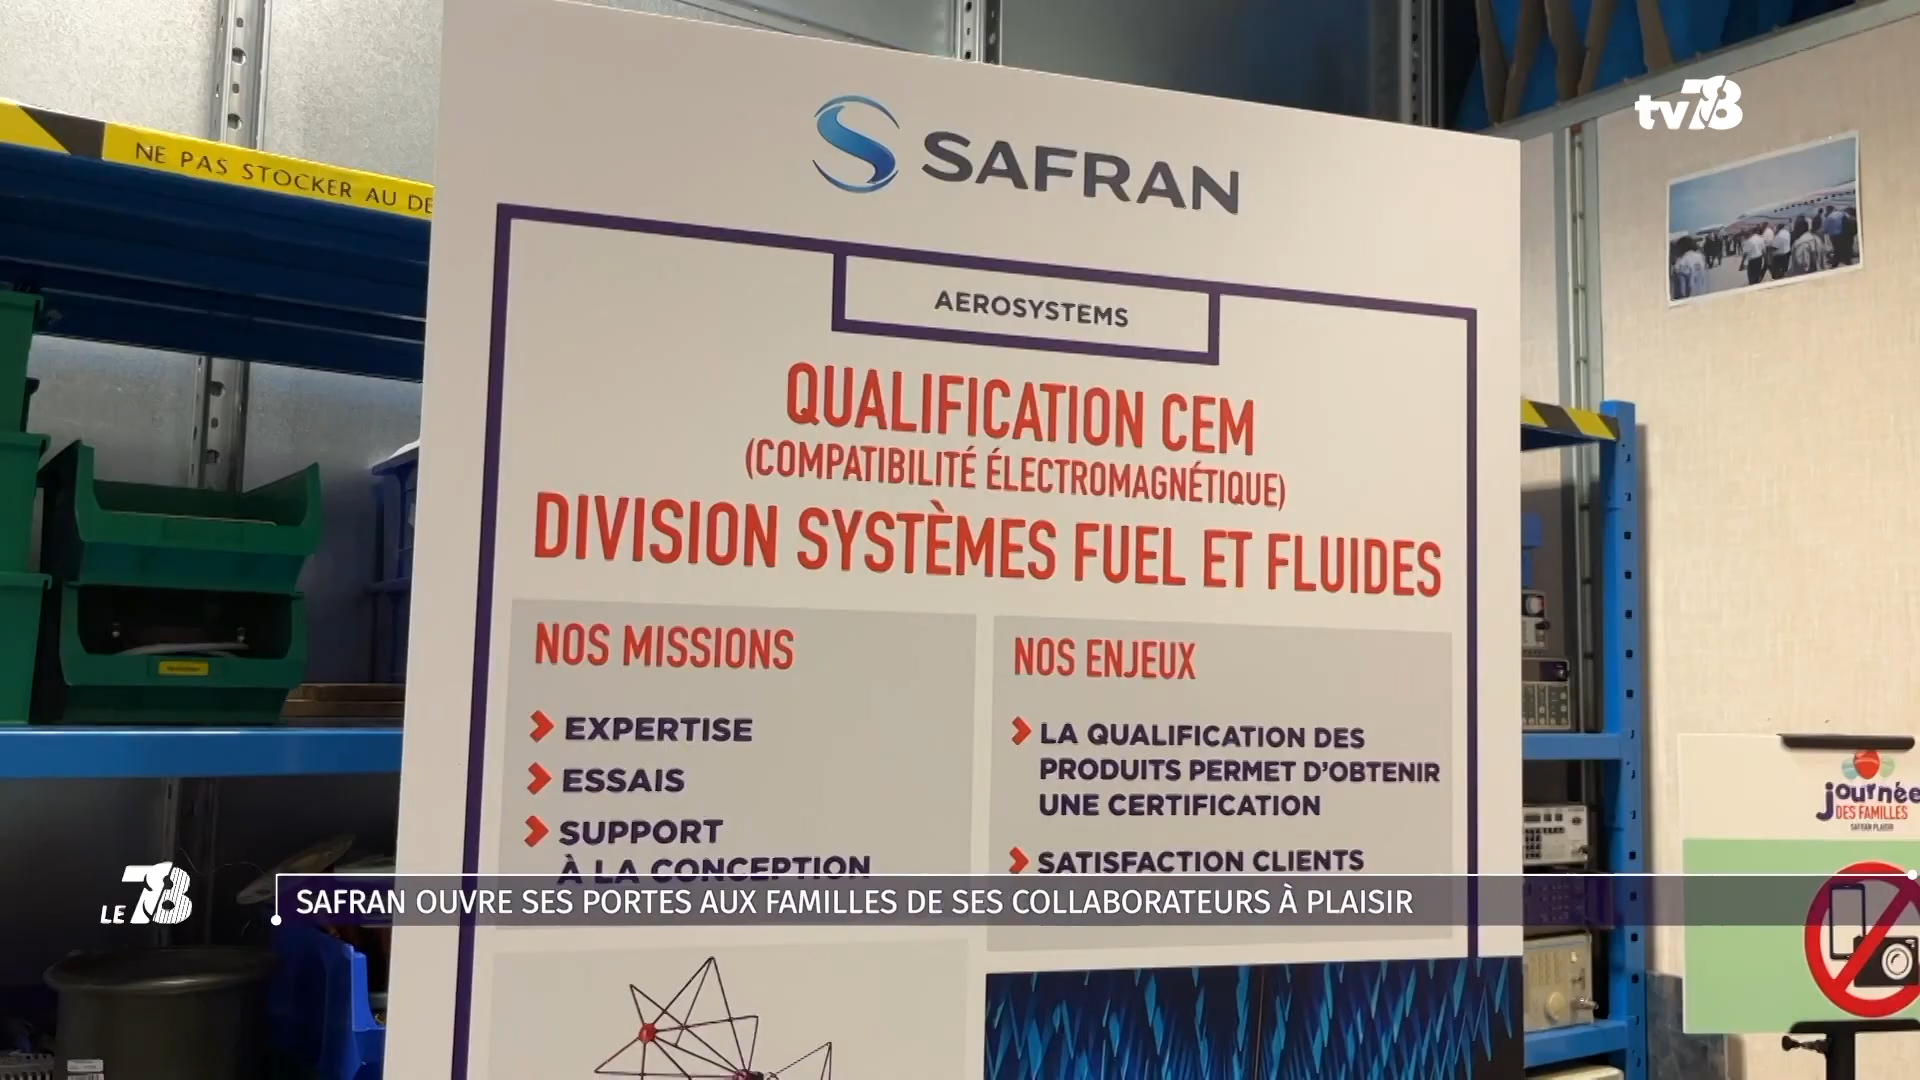 tv78
NE PAS STOCKER AU DE
SAFRAN
AEROSYSTEMS
QUALIFICATION CEM
(COMPATIBILITÉ ÉLECTROMAGNÉTIQUE)
DIVISION SYSTÈMES FUEL ET FLUIDES
NOS MISSIONS
EXPERTISE
ESSAIS
SUPPORT
À LA CONCEPTION
NOS ENJEUX
LA QUALIFICATION DES
PRODUITS PERMET D'OBTENIR
UNE CERTIFICATION
SATISFACTION CLIENTS
journée
DES FAMILLES
SAFRAN PLAISIR
LE 78
SAFRAN OUVRE SES PORTES AUX FAMILLES DE SES COLLABORATEURS À PLAISIR